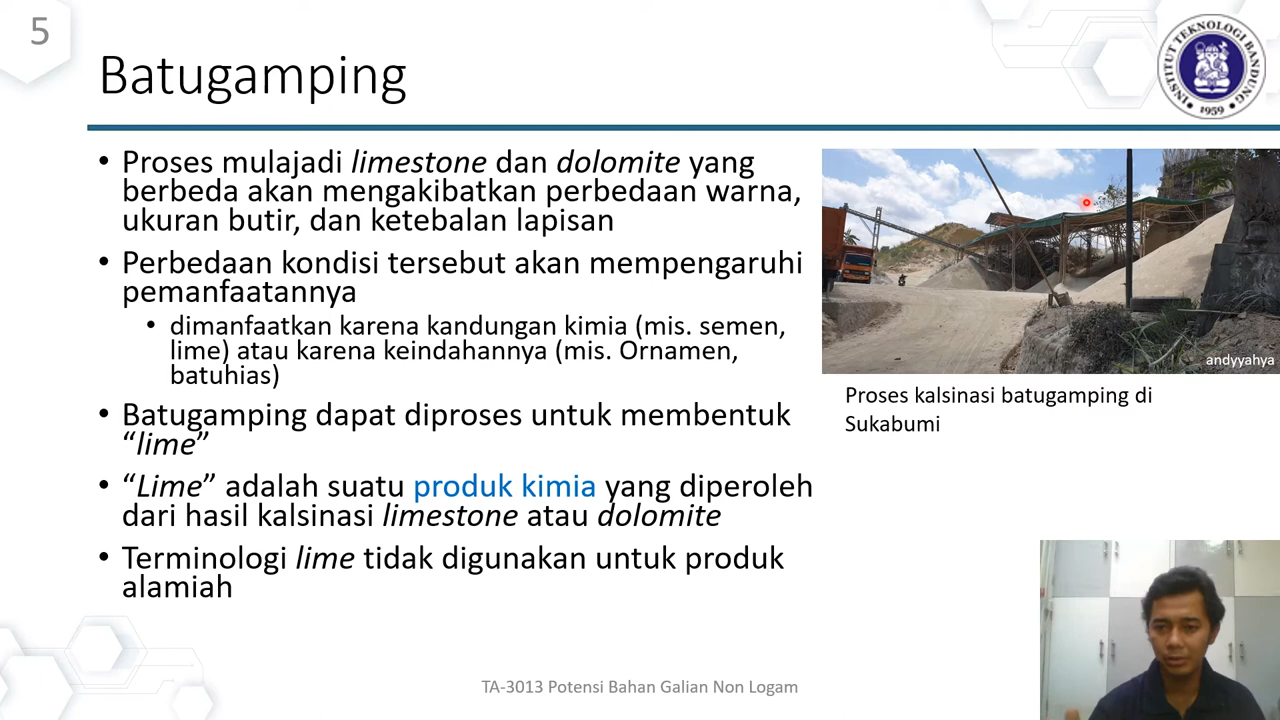 5
Batugamping
INSTITUT TEKNOLOGI BANDUNG
1959
• Proses mulajadi limestone dan dolomite yang
berbeda akan mengakibatkan perbedaan warna,
ukuran butir, dan ketebalan lapisan
• Perbedaan kondisi tersebut akan mempengaruhi
pemanfaatannya
• dimanfaatkan karena kandungan kimia (mis. semen,
lime) atau karena keindahannya (mis. Ornamen,
batuhias)
• Batugamping dapat diproses untuk membentuk
“lime”
• “Lime” adalah suatu produk kimia yang diperoleh
dari hasil kalsinasi limestone atau dolomite
• Terminologi lime tidak digunakan untuk produk
alamiah
andyyahya
Proses kalsinasi batugamping di
Sukabumi
TA-3013 Potensi Bahan Galian Non Logam